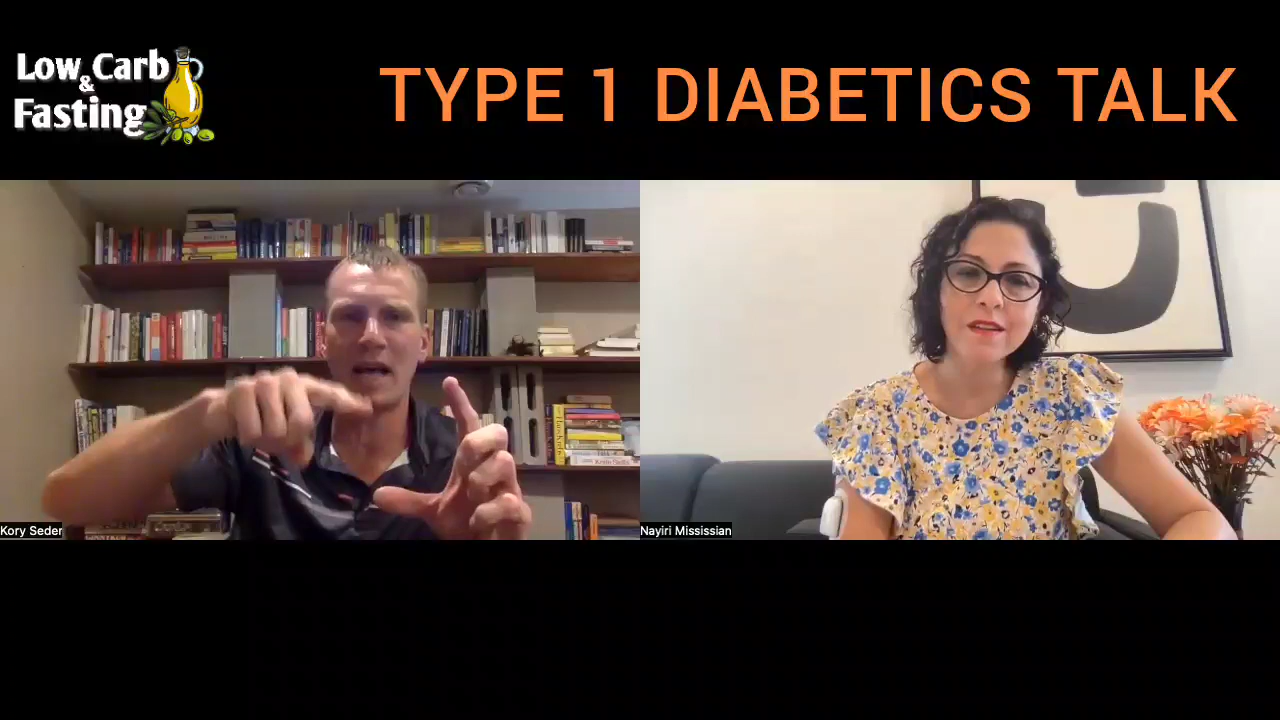 Low Carb
&
Fasting
TYPE 1 DIABETICS TALK
Kory Seder
Nayiri Mississian